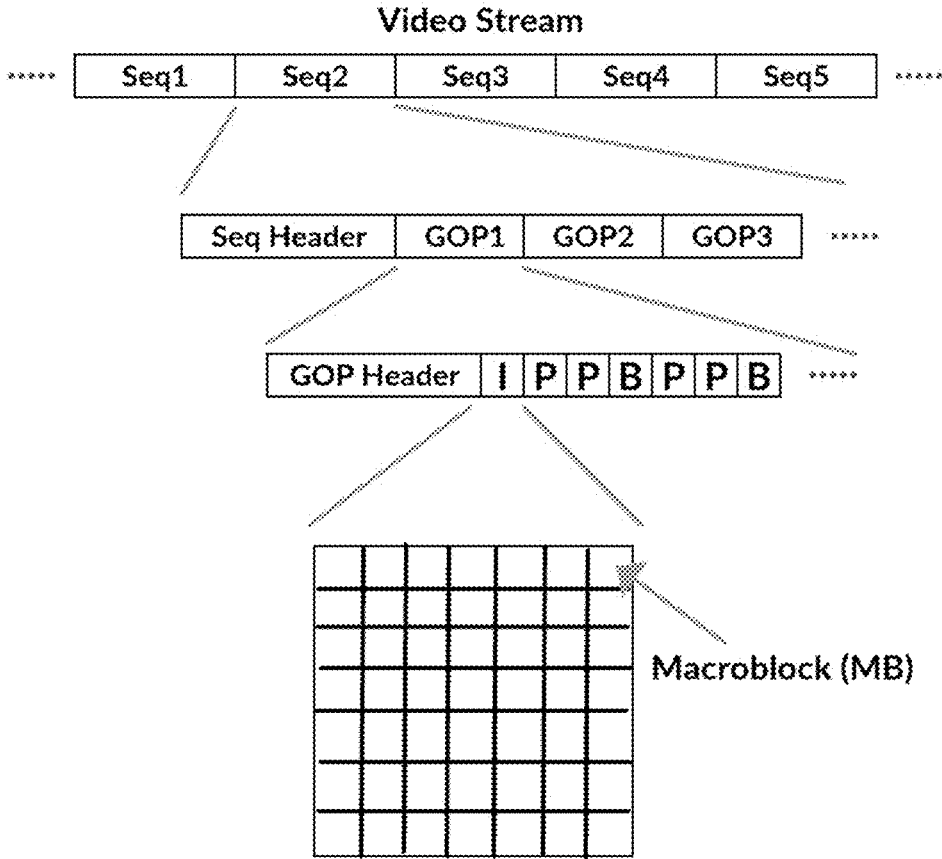 Video Stream
Seq1 Seq2 Seq3 Seq4 Seq5
Seq Header GOP1 GOP2 GOP3
GOP Header I P P B P P B
Macroblock (MB)